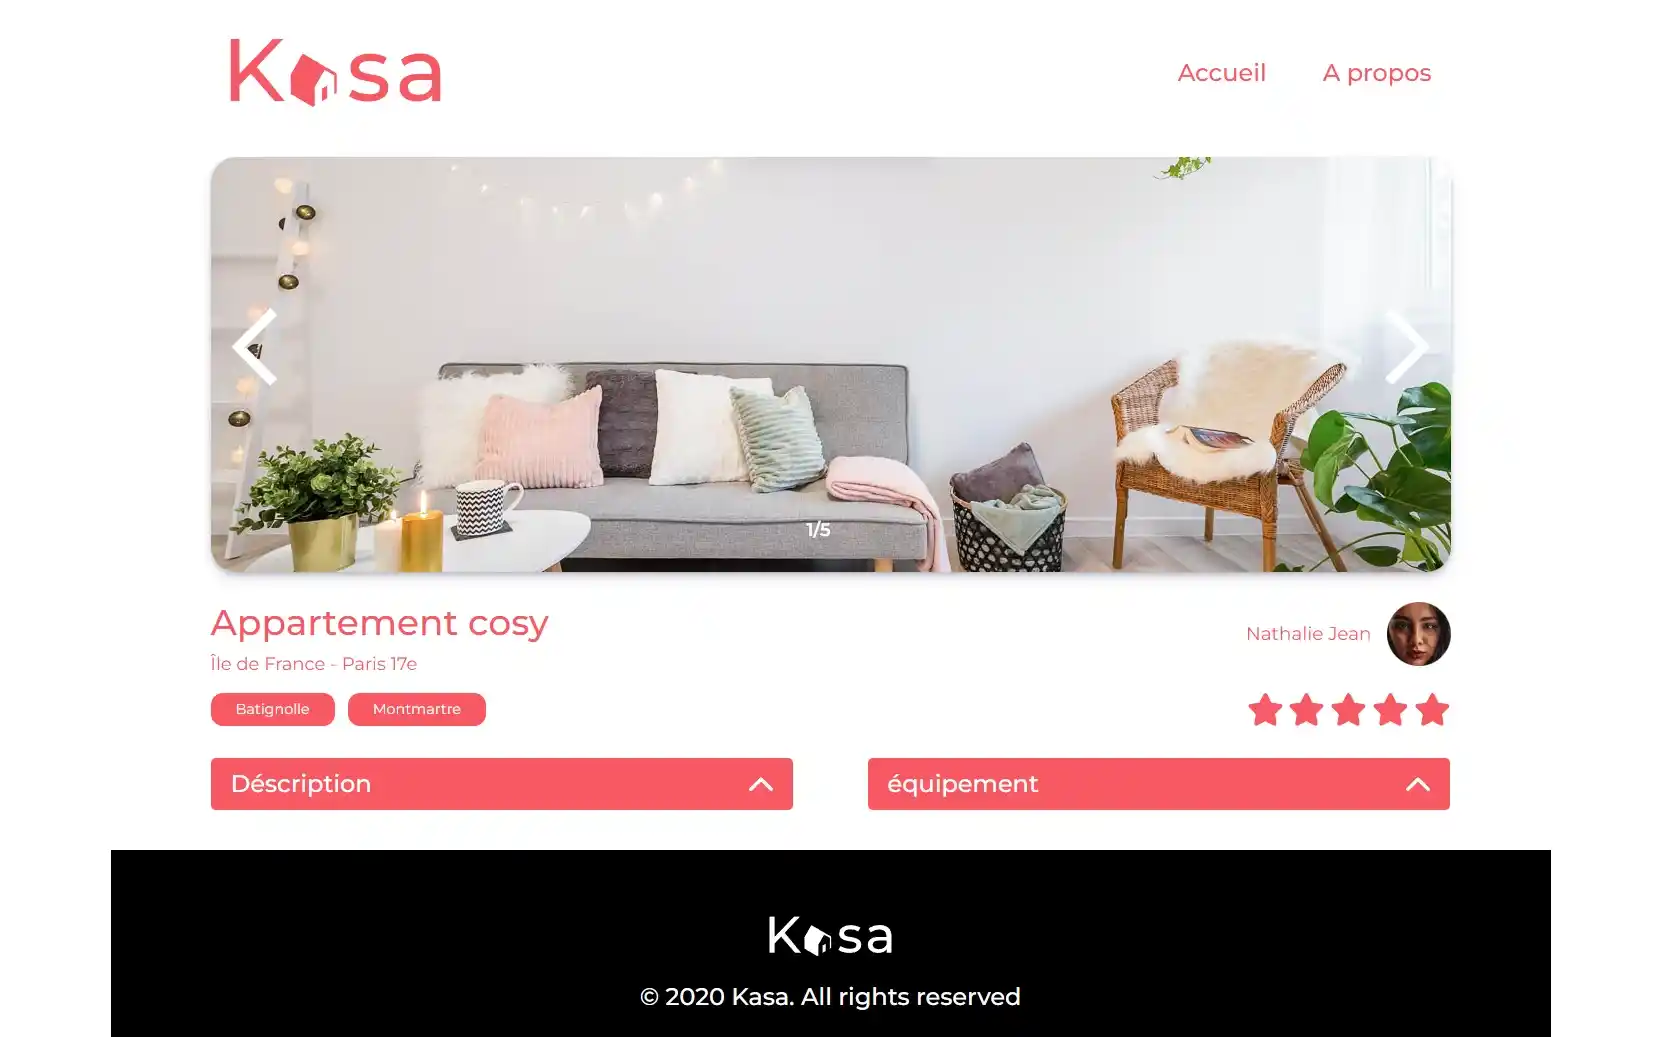 Kasa
Accueil
A propos
1/5
Appartement cosy
Nathalie Jean
Île de France - Paris 17e
Batignolle
Montmartre
Déscription
équipement
Kasa
© 2020 Kasa. All rights reserved